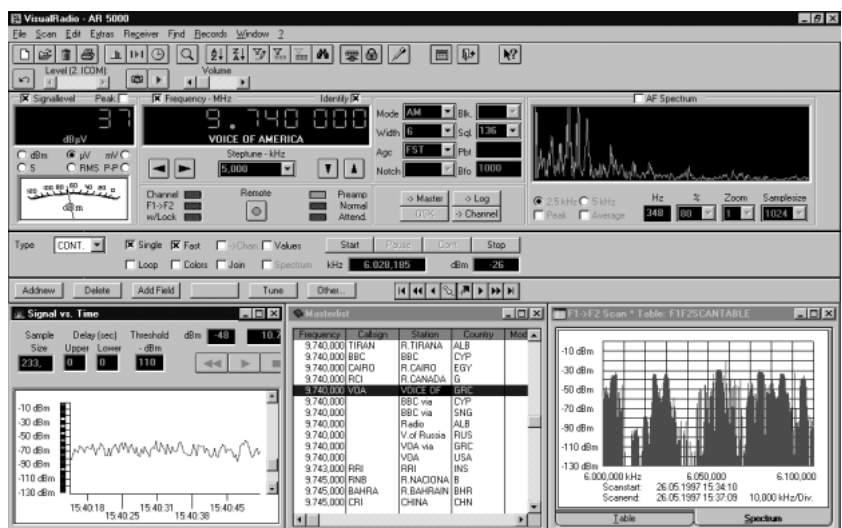 VisualRadio - AR 5000
File Scan Edit Extras Receiver Find Records Window ?
Level (2: ICOM) Volume
Signallevel Peak Frequency - MHz Identify AF Spectrum
37 9.740 000
dBµV VOICE OF AMERICA
Mode AM Blk.
Width 6 Sql. 136
Agc FST Pbt
Notch Bfo 1000
dBm µV mV
S RMS P-P
Steptune - kHz
5,000
dBm
Channel Remote Preamp
F1->F2 Normal
w/Lock Attend.
-> Master -> Log
QSX -> Channel
2.5 kHz 5 kHz Hz % Zoom Samplesize
Peak Average 348 80 1 1024
Type CONT. Single Fast ->Chan. Values Start Pause Cont Stop
Loop Colors Join Spectrum kHz 6.028,185 dBm -26
Addnew Delete Add Field Tune Other...
Signal vs. Time
Sample Delay (sec) Threshold dBm -48 10.7
Size Upper Lower - dBm
233, 0 0 110
-10 dBm
-30 dBm
-50 dBm
-70 dBm
-90 dBm
-110 dBm
-130 dBm
15:40:18 15:40:31 15:40:45
15:40:25 15:40:38
Masterlist
Frequency Callsign Station Country Mod
9.740,000 TIRAN R.TIRANA ALB
9.740,000 BBC BBC CYP
9.740,000 CAIRO R.CAIRO EGY
9.740,000 RCI R.CANADA G
9.740,000 VOA VOICE OF GRC
9.740,000 BBC via CYP
9.740,000 BBC via SNG
9.740,000 Radio ALB
9.740,000 V.of Russia RUS
9.740,000 VOA via GRC
9.740,000 VOA USA
9.743,000 RRI RRI INS
9.745,000 RNB R.NACIONA B
9.745,000 BAHRA R.BAHRAIN BHR
9.745,000 CRI CHINA CHN
F1->F2 Scan * Table: F1F2SCANTABLE
-10 dBm
-30 dBm
-50 dBm
-70 dBm
-90 dBm
-110 dBm
-130 dBm
6.000,000 kHz 6.050,000 6.100,000
Scanstart: 26.05.1997 15:34:10
Scanend: 26.05.1997 15:37:09 10,000 kHz/Div.
Table Spectrum